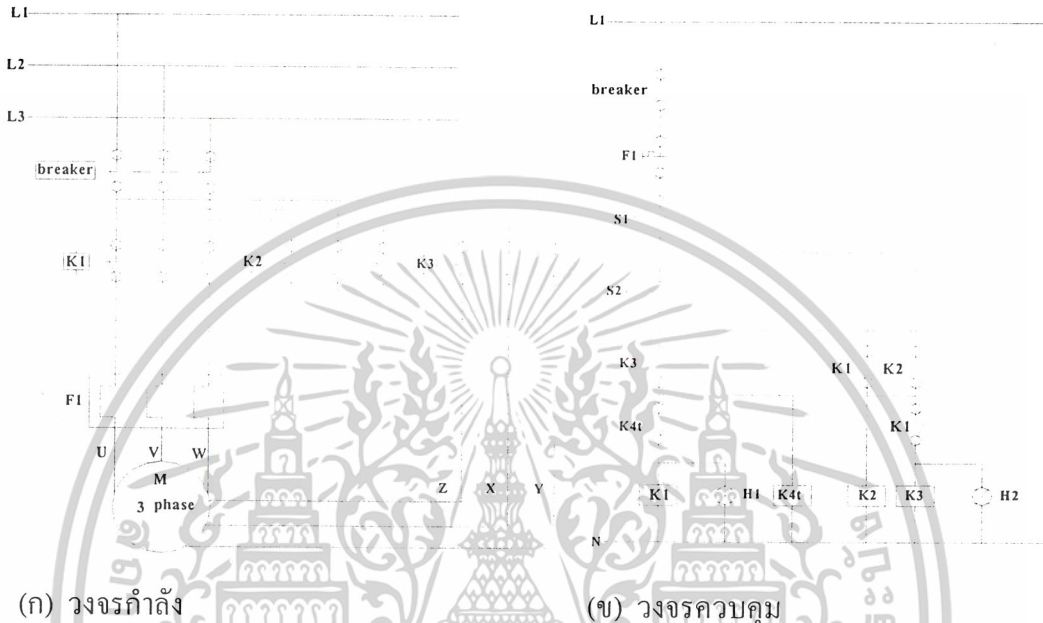 L1
L2
L3
breaker
K1
K2
K3
F1
U V W
M
3 phase
Z X Y
(ก) วงจรกำลัง
L1
breaker
F1
S1
S2
K3
K1 K2
K4t
K1
K1 H1 K4t K2 K3 H2
N
(ข) วงจรควบคุม